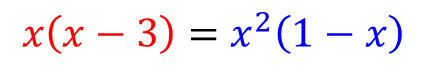 x(x − 3) = x²(1 − x)